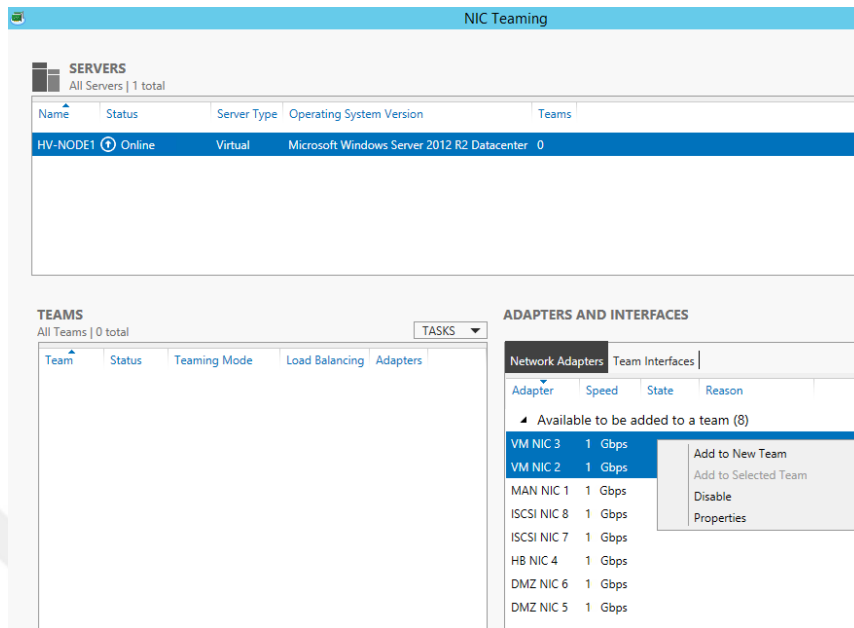 NIC Teaming
SERVERS
All Servers | 1 total
Name Status Server Type Operating System Version Teams
HV-NODE1 Online Virtual Microsoft Windows Server 2012 R2 Datacenter 0
TEAMS
All Teams | 0 total
TASKS
Team Status Teaming Mode Load Balancing Adapters
ADAPTERS AND INTERFACES
Network Adapters Team Interfaces
Adapter Speed State Reason
Available to be added to a team (8)
VM NIC 3 1 Gbps
VM NIC 2 1 Gbps
MAN NIC 1 1 Gbps
ISCSI NIC 8 1 Gbps
ISCSI NIC 7 1 Gbps
HB NIC 4 1 Gbps
DMZ NIC 6 1 Gbps
DMZ NIC 5 1 Gbps
Add to New Team
Add to Selected Team
Disable
Properties